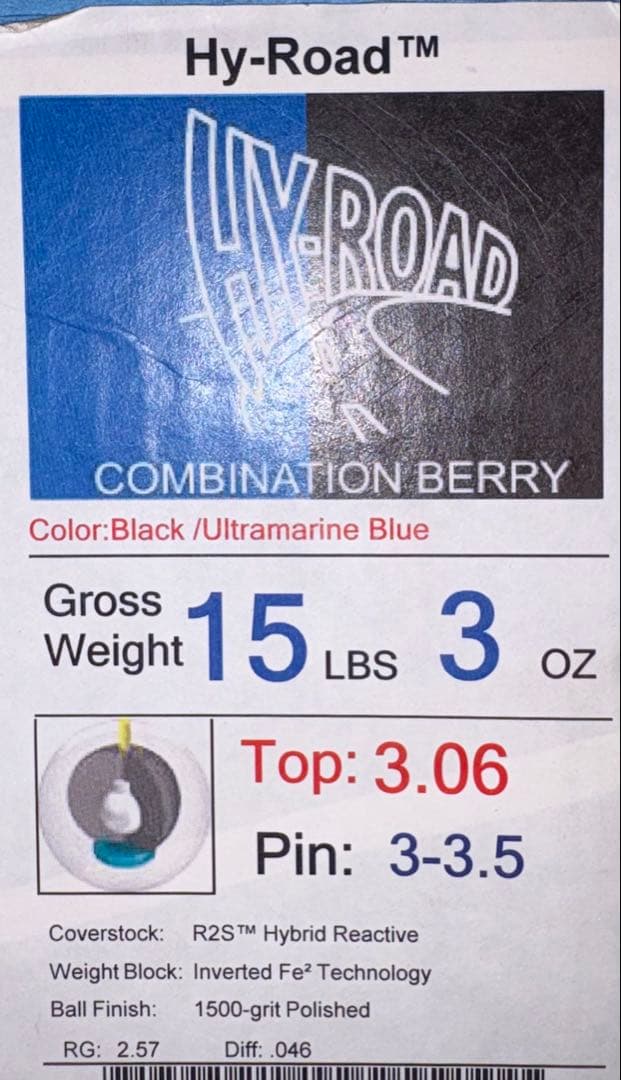 Hy-Road™
HY-ROAD
COMBINATION BERRY
Color:Black /Ultramarine Blue
Gross Weight 15 LBS 3 OZ
Top: 3.06
Pin: 3-3.5
Coverstock: R2S™ Hybrid Reactive
Weight Block: Inverted Fe² Technology
Ball Finish: 1500-grit Polished
RG: 2.57 Diff: .046